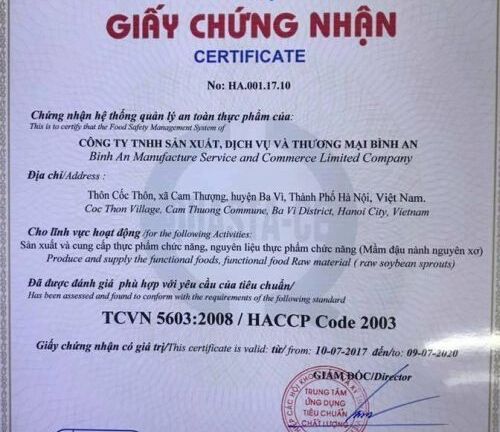 GIẤY CHỨNG NHẬN
CERTIFICATE
No: HA.001.17.10
Chứng nhận hệ thống quản lý an toàn thực phẩm của:
This is to certify that the Food Safety Management System of
CÔNG TY TNHH SẢN XUẤT, DỊCH VỤ VÀ THƯƠNG MẠI BÌNH AN
Binh An Manufacture Service and Commerce Limited Company
Địa chỉ/Address :
Thôn Cốc Thôn, xã Cam Thượng, huyện Ba Vì, Thành Phố Hà Nội, Việt Nam.
Coc Thon Village, Cam Thuong Commune, Ba Vi District, Hanoi City, Vietnam
Cho lĩnh vực hoạt động /for the following Activities:
Sản xuất và cung cấp thực phẩm chức năng, nguyên liệu thực phẩm chức năng (Mầm đậu nành nguyên xơ)
Produce and supply the functional foods, functional food Raw material ( raw soybean sprouts)
Đã được đánh giá phù hợp với yêu cầu của tiêu chuẩn/
Has been assessed and found to conform with the requirements of the following standard
TCVN 5603:2008 / HACCP Code 2003
Giấy chứng nhận có giá trị/This certificate is valid: từ/from: 10-07-2017 đến/to: 09-07-2020
GIÁM ĐỐC/Director
TRUNG TÂM
ỨNG DỤNG
TIÊU CHUẨN
CHẤT LƯỢNG